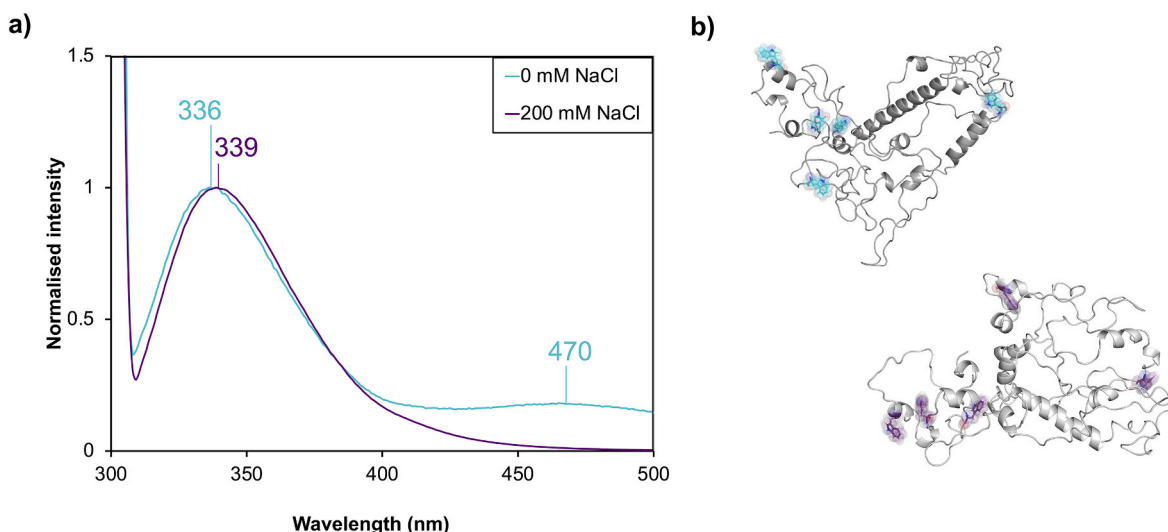 a)
b)
1.5
0 mM NaCl
200 mM NaCl
336
339
Normalised intensity
1
0.5
470
0
300
350
400
450
500
Wavelength (nm)